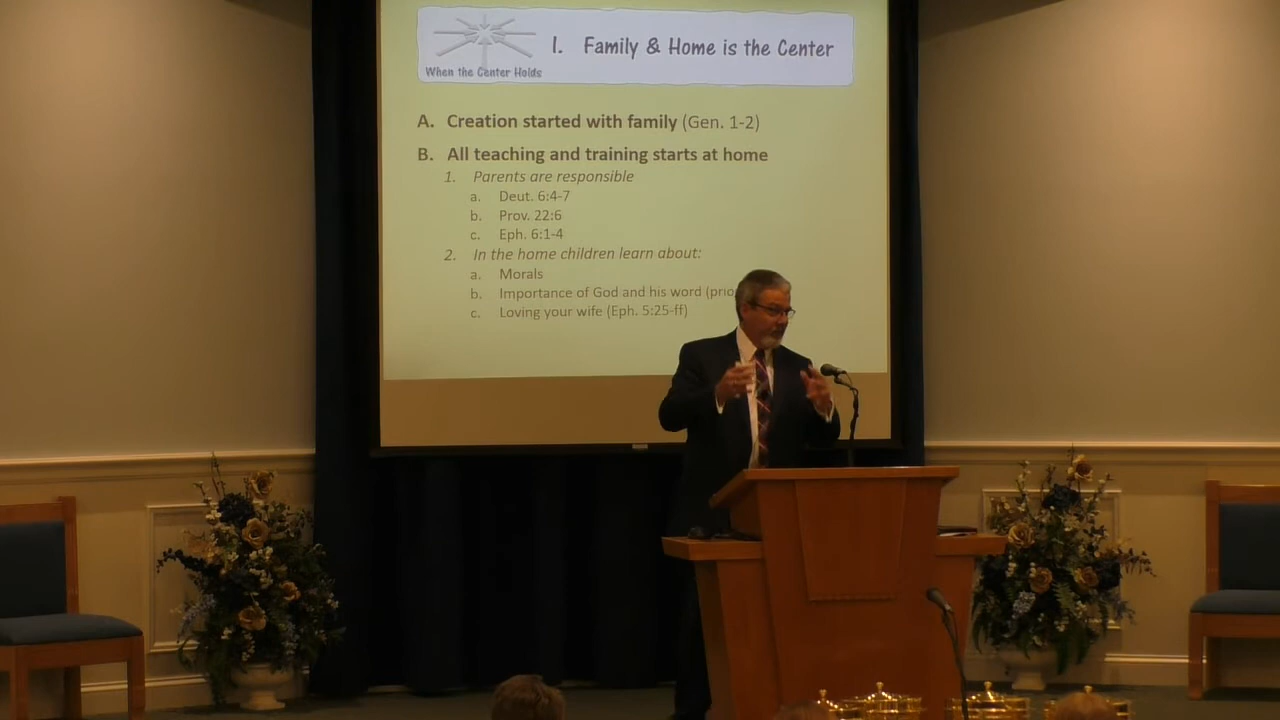 When the Center Holds
I. Family & Home is the Center
A. Creation started with family (Gen. 1-2)
B. All teaching and training starts at home
1. Parents are responsible
a. Deut. 6:4-7
b. Prov. 22:6
c. Eph. 6:1-4
2. In the home children learn about:
a. Morals
b. Importance of God and his word
c. Loving your wife (Eph. 5:25-ff)